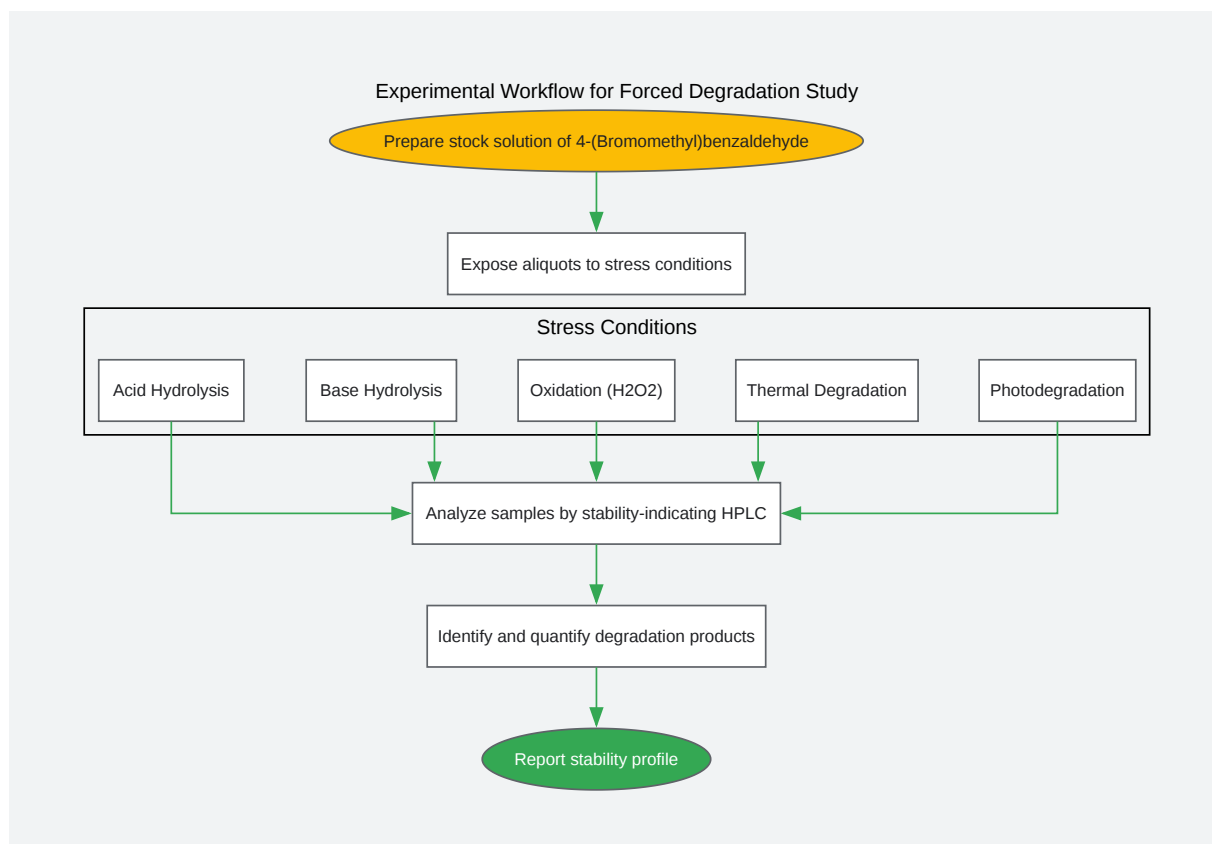 Experimental Workflow for Forced Degradation Study
Prepare stock solution of 4-(Bromomethyl)benzaldehyde
Expose aliquots to stress conditions
Stress Conditions
Acid Hydrolysis
Base Hydrolysis
Oxidation (H2O2)
Thermal Degradation
Photodegradation
Analyze samples by stability-indicating HPLC
Identify and quantify degradation products
Report stability profile